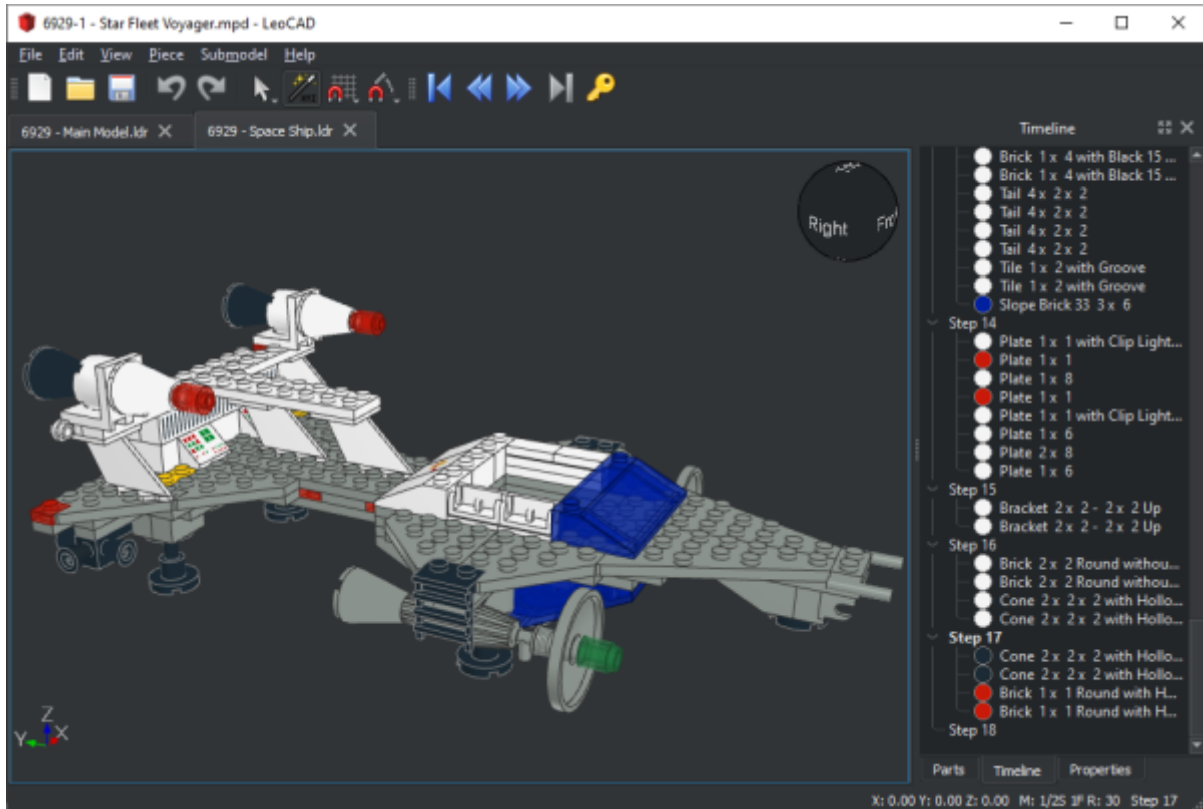 6929-1 - Star Fleet Voyager.mpd - LeoCAD
File Edit View Piece Submodel Help
6929 - Main Model.ldr
6929 - Space Ship.ldr
Timeline
Right
Brick 1 x 4 with Black 15 ...
Brick 1 x 4 with Black 15 ...
Tail 4 x 2 x 2
Tail 4 x 2 x 2
Tail 4 x 2 x 2
Tail 4 x 2 x 2
Tile 1 x 2 with Groove
Tile 1 x 2 with Groove
Slope Brick 33 3 x 6
Step 14
Plate 1 x 1 with Clip Light...
Plate 1 x 1
Plate 1 x 8
Plate 1 x 1
Plate 1 x 1 with Clip Light...
Plate 1 x 6
Plate 2 x 8
Plate 1 x 6
Step 15
Bracket 2 x 2 - 2 x 2 Up
Bracket 2 x 2 - 2 x 2 Up
Step 16
Brick 2 x 2 Round withou...
Brick 2 x 2 Round withou...
Cone 2 x 2 x 2 with Hollo...
Cone 2 x 2 x 2 with Hollo...
Step 17
Cone 2 x 2 x 2 with Hollo...
Cone 2 x 2 x 2 with Hollo...
Brick 1 x 1 Round with H...
Brick 1 x 1 Round with H...
Step 18
Z
Y X
Parts Timeline Properties
X: 0.00 Y: 0.00 Z: 0.00 M: 1/2S 1F R: 30 Step 17